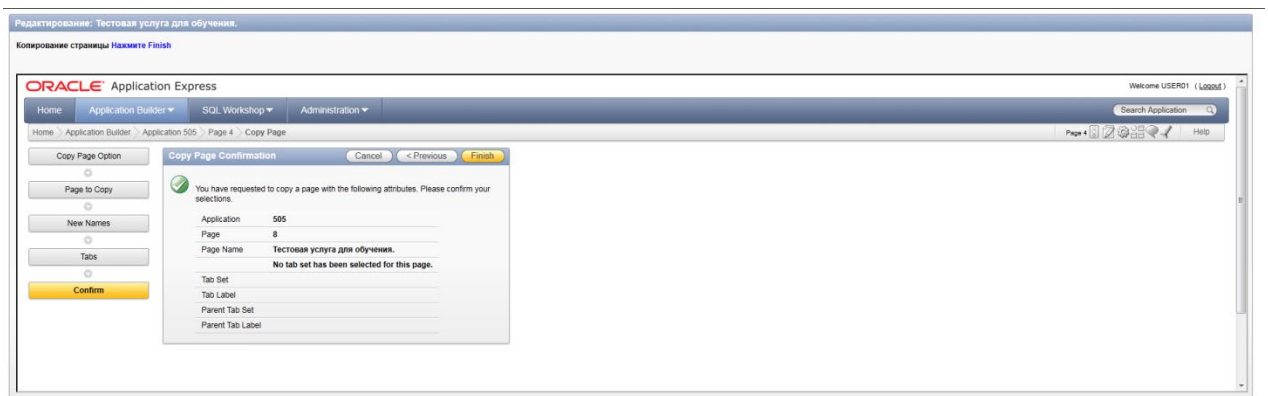 Редактирование: Тестовая услуга для обучения.
Копирование страницы Нажмите Finish
ORACLE Application Express
Welcome USER01 ( Logout )
Home Application Builder SQL Workshop Administration
Search Application
Home Application Builder Application 505 Page 4 Copy Page
Page 4 Help
Copy Page Option
Page to Copy
New Names
Tabs
Confirm
Copy Page Confirmation Cancel < Previous Finish
You have requested to copy a page with the following attributes. Please confirm your
selections.
Application 505
Page 8
Page Name Тестовая услуга для обучения.
No tab set has been selected for this page.
Tab Set
Tab Label
Parent Tab Set
Parent Tab Label